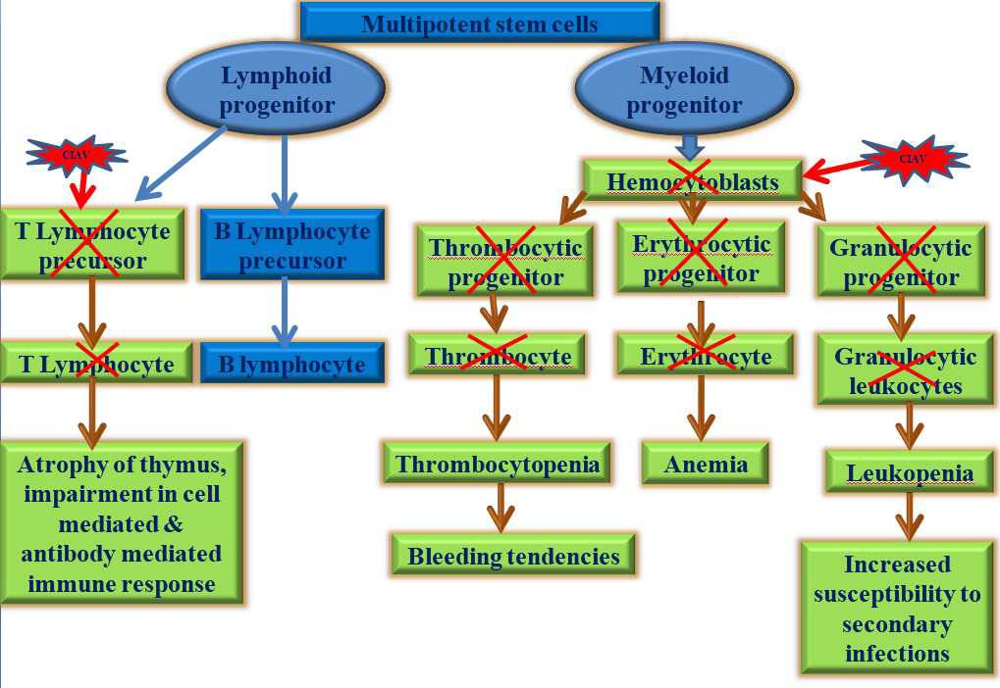 Multipotent stem cells
Lymphoid
progenitor
Myeloid
progenitor
CIAV
CIAV
Hemocytoblasts
T Lymphocyte
precursor
B Lymphocyte
precursor
Thrombocytic
progenitor
Erythrocytic
progenitor
Granulocytic
progenitor
T Lymphocyte
B lymphocyte
Thrombocyte
Erythrocyte
Granulocytic
leukocytes
Atrophy of thymus,
impairment in cell
mediated &
antibody mediated
immune response
Thrombocytopenia
Anemia
Leukopenia
Bleeding tendencies
Increased
susceptibility to
secondary
infections